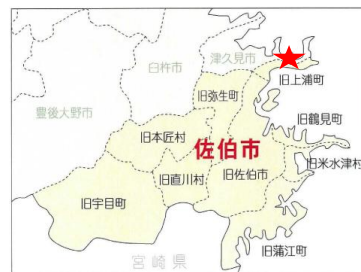 津久見市
臼杵市
旧上浦町
旧弥生町
豊後大野市
旧鶴見町
旧本匠村
佐伯市
旧米水津村
旧直川村
旧佐伯市
旧宇目町
旧蒲江町
宮崎県